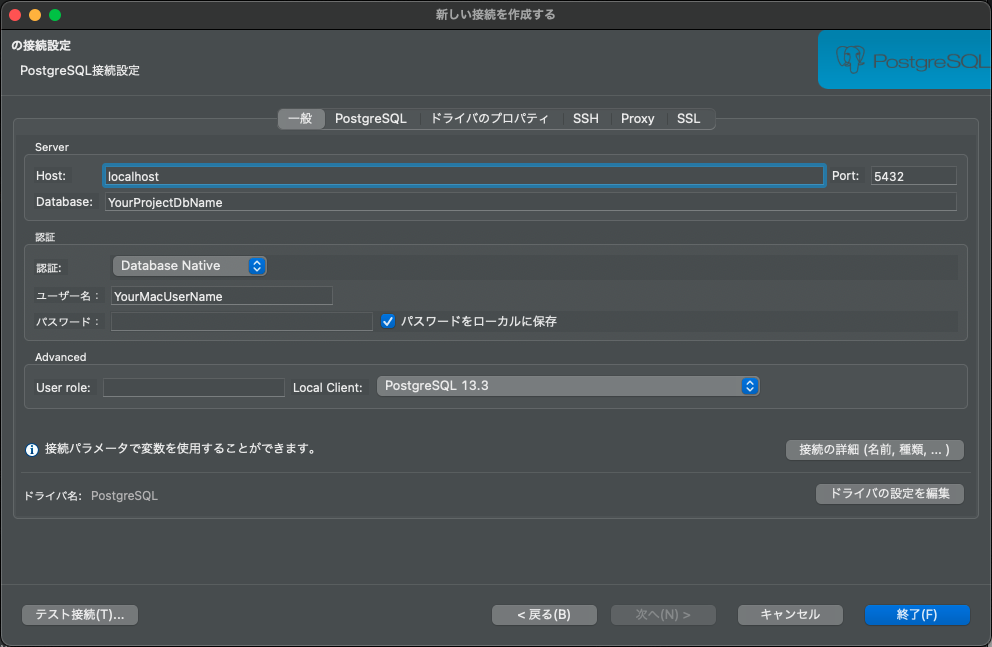 新しい接続を作成する
の接続設定
PostgreSQL接続設定
PostgreSQL
一般 PostgreSQL ドライバのプロパティ SSH Proxy SSL
Server
Host: localhost Port: 5432
Database: YourProjectDbName
認証
認証: Database Native
ユーザー名： YourMacUserName
パスワード： パスワードをローカルに保存
Advanced
User role: Local Client: PostgreSQL 13.3
接続パラメータで変数を使用することができます。 接続の詳細 (名前, 種類, ... )
ドライバ名: PostgreSQL ドライバの設定を編集
テスト接続(T)... < 戻る(B) 次へ(N) > キャンセル 終了(F)